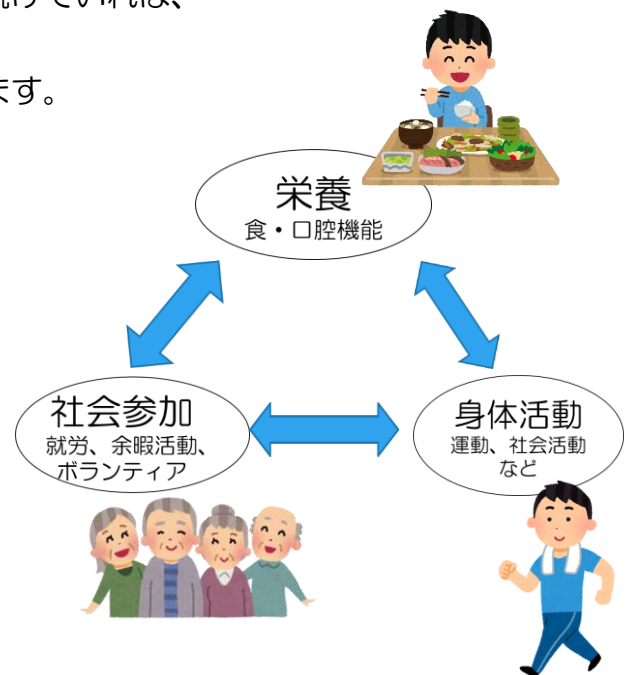 いれば、
ます。
栄養
食・口腔機能
社会参加
就労、余暇活動、
ボランティア
身体活動
運動、社会活動
など